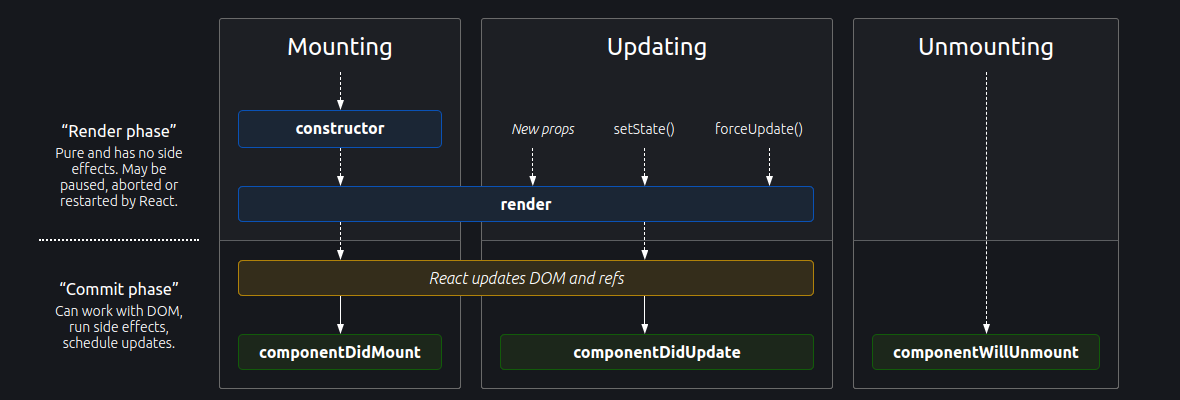 Mounting
Updating
Unmounting
“Render phase”
Pure and has no side
effects. May be
paused, aborted or
restarted by React.
constructor
New props
setState()
forceUpdate()
render
“Commit phase”
Can work with DOM,
run side effects,
schedule updates.
React updates DOM and refs
componentDidMount
componentDidUpdate
componentWillUnmount